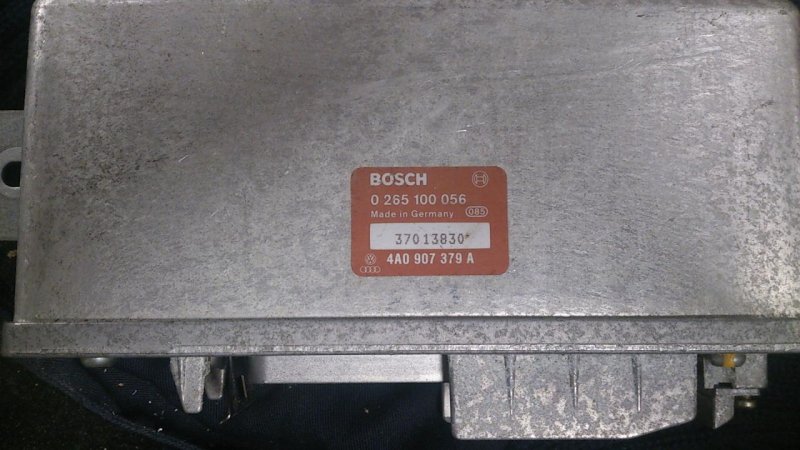 BOSCH
0 265 100 056
Made in Germany 085
37013830*
4A0 907 379 A